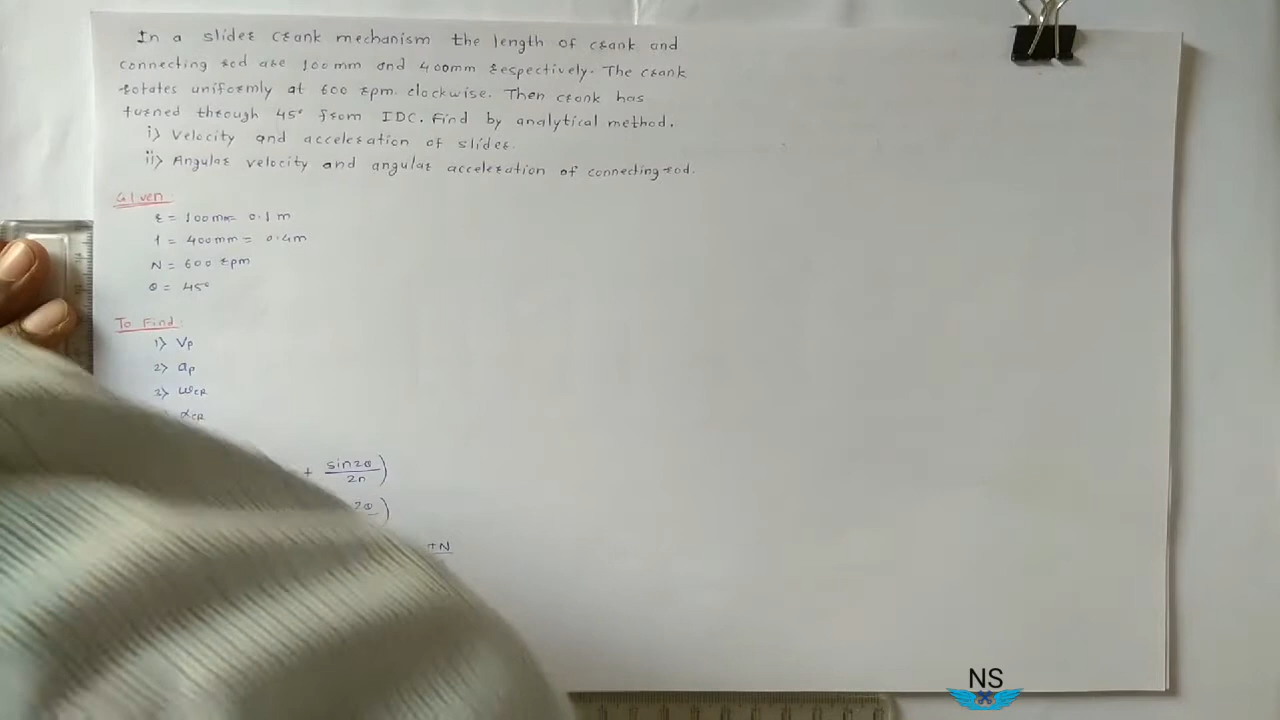 In a slider crank mechanism the length of crank and
connecting rod are 100mm and 400mm respectively. The crank
rotates uniformly at 600 rpm. clockwise. Then crank has
turned through 45° from IDC. Find by analytical method.
i) Velocity and acceleration of slider.
ii) Angular velocity and angular acceleration of connecting rod.
Given:
r = 100mm = 0.1 m
l = 400mm = 0.4m
N = 600 rpm
θ = 45°
To Find:
1) Vp
2) ap
3) ωCR
αCR
+ sin2θ/2n)
2θ)
N
NS